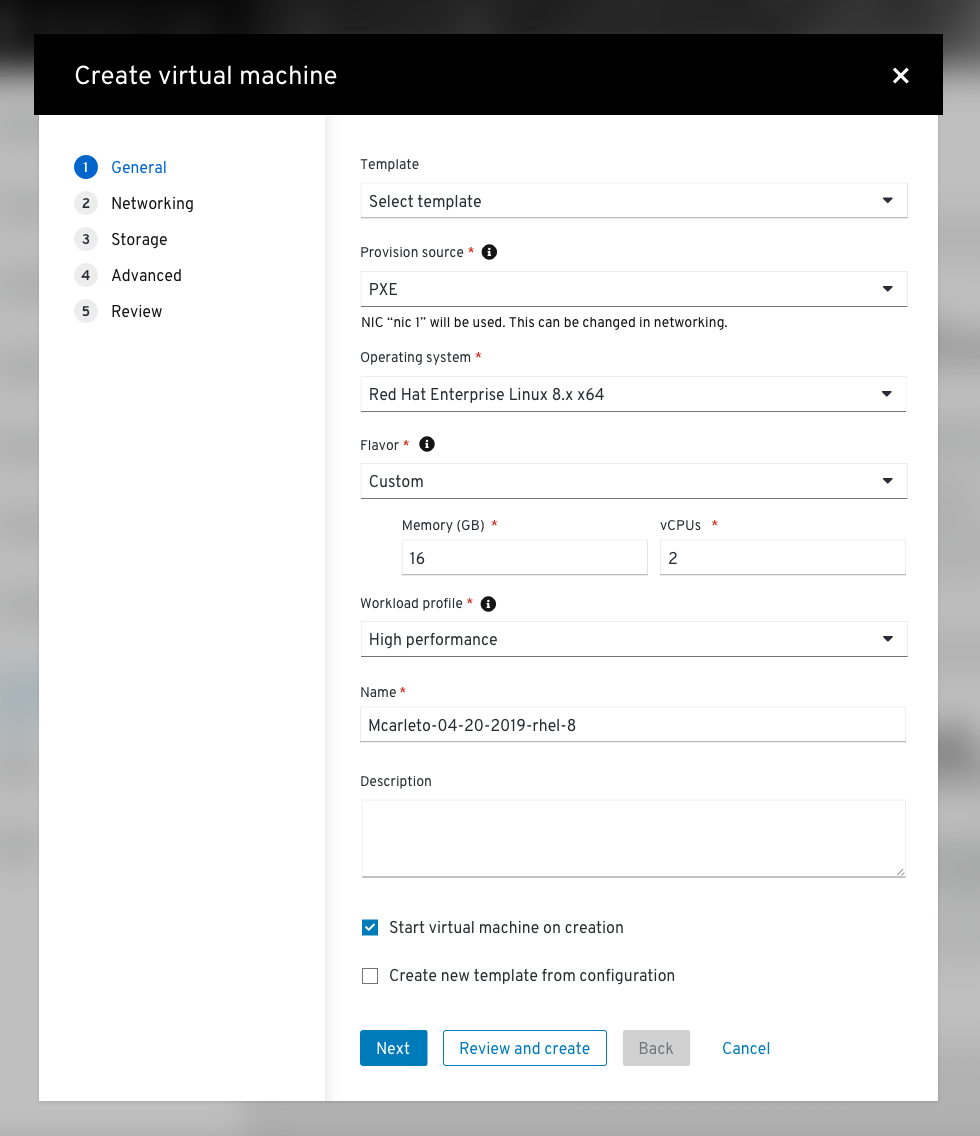 Create virtual machine
1 General
2 Networking
3 Storage
4 Advanced
5 Review
Template
Select template
Provision source *
PXE
NIC “nic 1” will be used. This can be changed in networking.
Operating system *
Red Hat Enterprise Linux 8.x x64
Flavor *
Custom
Memory (GB) * vCPUs *
16 2
Workload profile *
High performance
Name *
Mcarleto-04-20-2019-rhel-8
Description
Start virtual machine on creation
Create new template from configuration
Next Review and create Back Cancel